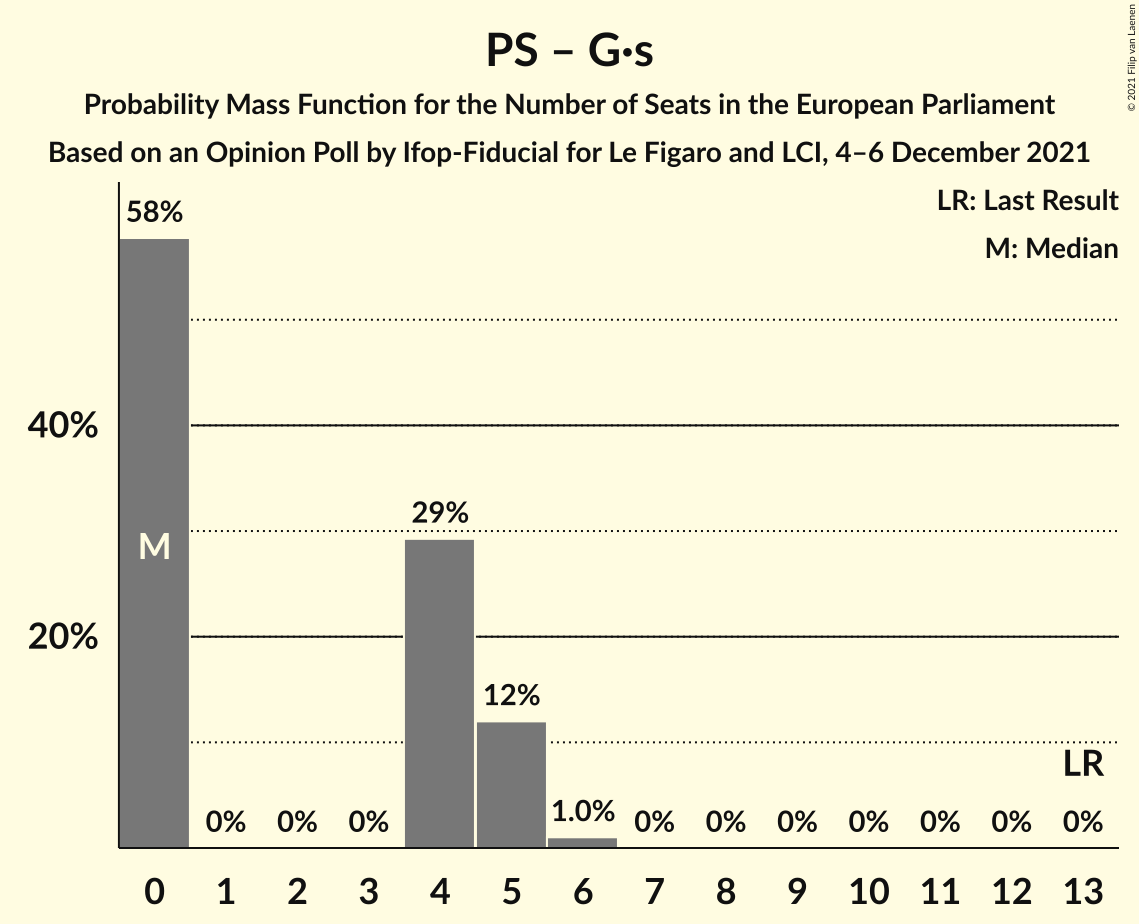 PS – G·s
Probability Mass Function for the Number of Seats in the European Parliament
Based on an Opinion Poll by Ifop-Fiducial for Le Figaro and LCI, 4–6 December 2021
© 2021 Filip van Laenen
LR: Last Result
M: Median
58%
40%
29%
M
20%
12%
LR
1.0%
0% 0% 0% 0% 0% 0% 0% 0% 0% 0%
0 1 2 3 4 5 6 7 8 9 10 11 12 13